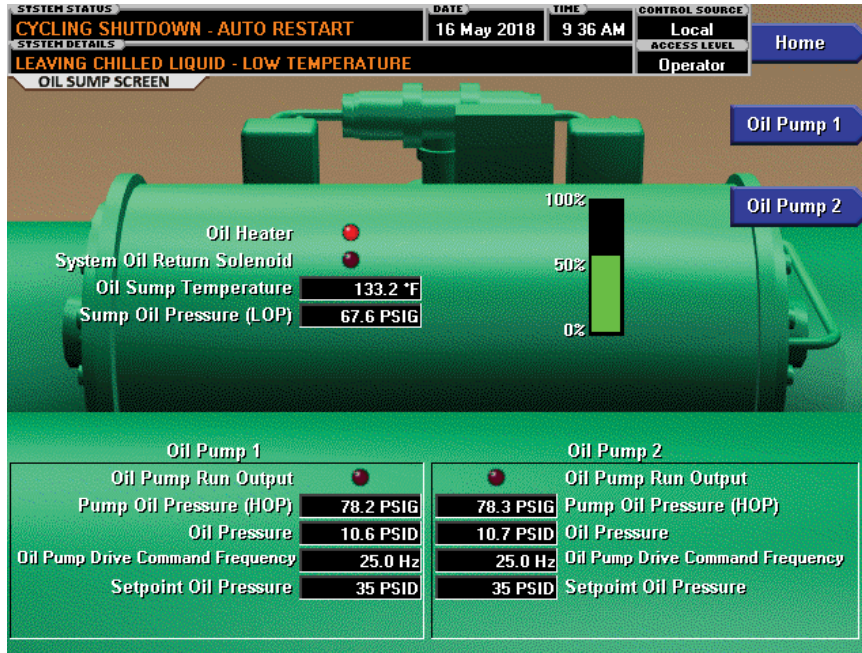 SYSTEM STATUS
CYCLING SHUTDOWN - AUTO RESTART
DATE
16 May 2018
TIME
9 36 AM
CONTROL SOURCE
Local
SYSTEM DETAILS
LEAVING CHILLED LIQUID - LOW TEMPERATURE
ACCESS LEVEL
Operator
Home
OIL SUMP SCREEN
Oil Pump 1
Oil Pump 2
100%
50%
0%
Oil Heater
System Oil Return Solenoid
Oil Sump Temperature 133.2 °F
Sump Oil Pressure (LOP) 67.6 PSIG
Oil Pump 1
Oil Pump Run Output
Pump Oil Pressure (HOP) 78.2 PSIG
Oil Pressure 10.6 PSID
Oil Pump Drive Command Frequency 25.0 Hz
Setpoint Oil Pressure 35 PSID
Oil Pump 2
Oil Pump Run Output
78.3 PSIG Pump Oil Pressure (HOP)
10.7 PSID Oil Pressure
25.0 Hz Oil Pump Drive Command Frequency
35 PSID Setpoint Oil Pressure